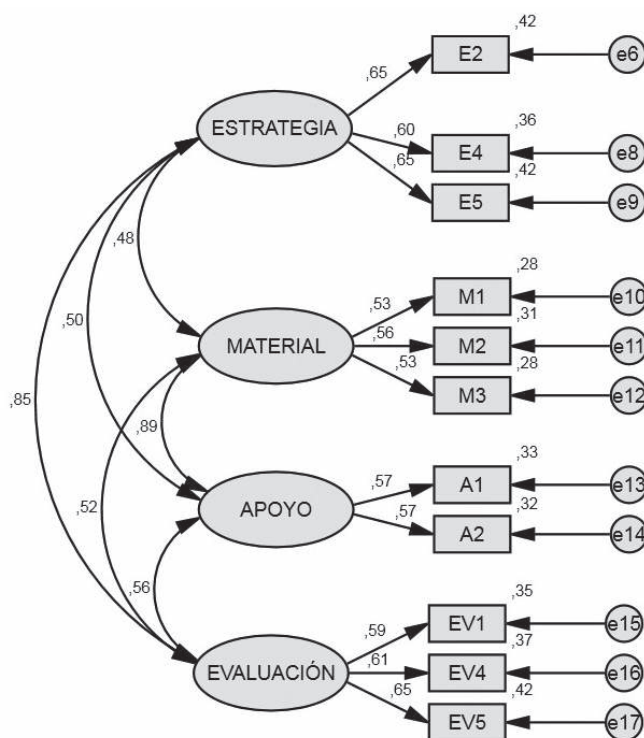 ,42
E2
e6
,65
ESTRATEGIA
,60
,36
E4
e8
,65
,42
E5
e9
,48
,28
,53
M1
e10
,50
,31
MATERIAL
,56
M2
e11
,28
,53
M3
e12
,85
,89
,33
,57
A1
e13
,52
APOYO
,32
,57
A2
e14
,56
,35
,59
EV1
e15
,37
EVALUACIÓN
,61
EV4
e16
,42
,65
EV5
e17